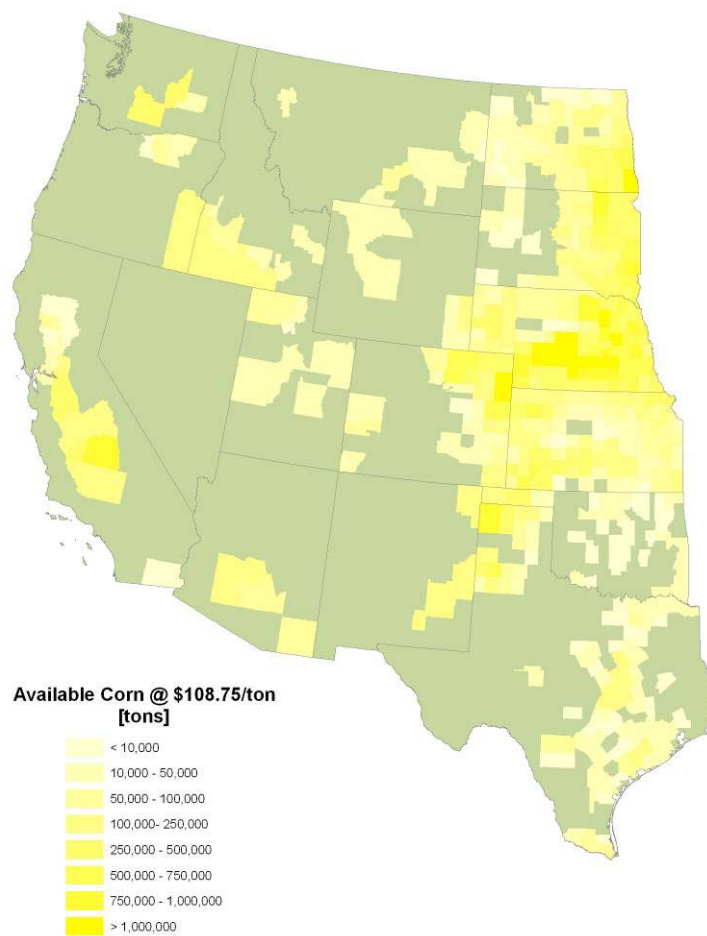 Available Corn @ $108.75/ton
[tons]
< 10,000
10,000 - 50,000
50,000 - 100,000
100,000- 250,000
250,000 - 500,000
500,000 - 750,000
750,000 - 1,000,000
> 1,000,000